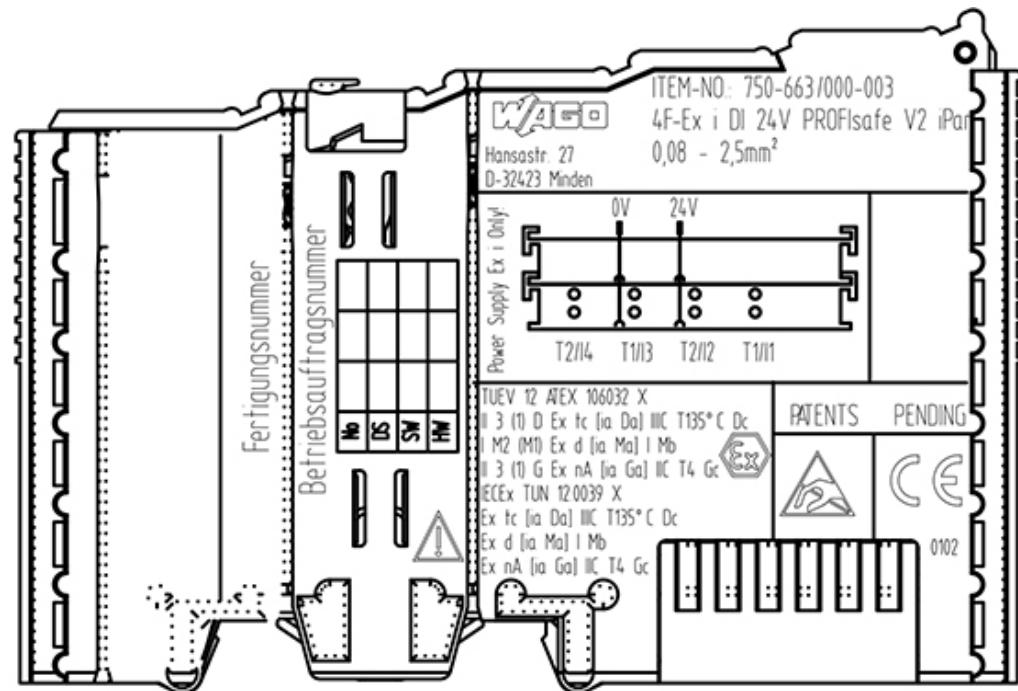 ITEM-NO.: 750-663/000-003
WAGO
4F-Ex i DI 24V PROFIsafe V2 iPar
Hansastr. 27
0,08 - 2,5mm²
D-32423 Minden
Power Supply Ex i Only!
0V 24V
T2/I4 T1/I3 T2/I2 T1/I1
Fertigungsnummer
Betriebsauftragsnummer
No
DS
SW
HW
TUEV 12 ATEX 106032 X
II 3 (1) D Ex tc [ia Da] IIIC T135°C Dc
I M2 (M1) Ex d [ia Ma] I Mb
II 3 (1) G Ex nA [ia Ga] IIC T4 Gc
IECEx TUN 12.0039 X
Ex tc [ia Da] IIIC T135°C Dc
Ex d [ia Ma] I Mb
Ex nA [ia Ga] IIC T4 Gc
Ex
PATENTS PENDING
CE
0102